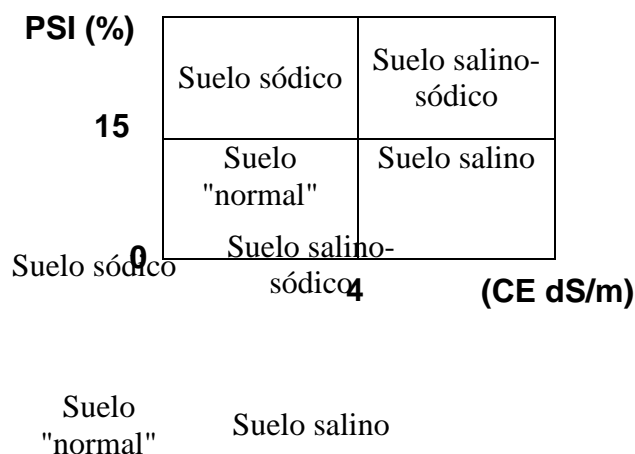 PSI (%)
Suelo sódico
Suelo salino-
sódico
15
Suelo
"normal"
Suelo salino
0
Suelo sódico
Suelo salino-
sódico
4
(CE dS/m)
Suelo
"normal"
Suelo salino